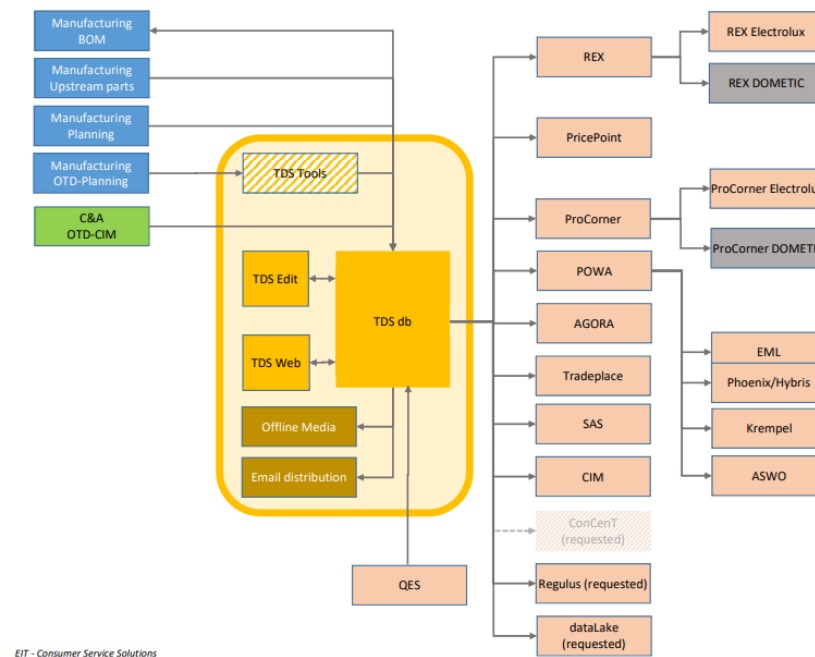 Manufacturing
BOM
Manufacturing
Upstream parts
Manufacturing
Planning
Manufacturing
OTD-Planning
C&A
OTD-CIM
TDS Tools
TDS Edit
TDS db
TDS Web
Offline Media
Email distribution
QES
REX
PricePoint
ProCorner
POWA
AGORA
Tradeplace
SAS
CIM
ConCenT
(requested)
Regulus (requested)
dataLake
(requested)
REX Electrolux
REX DOMETIC
ProCorner Electrolu
ProCorner DOMETI
EML
Phoenix/Hybris
Krempel
ASWO
EIT - Consumer Service Solutions